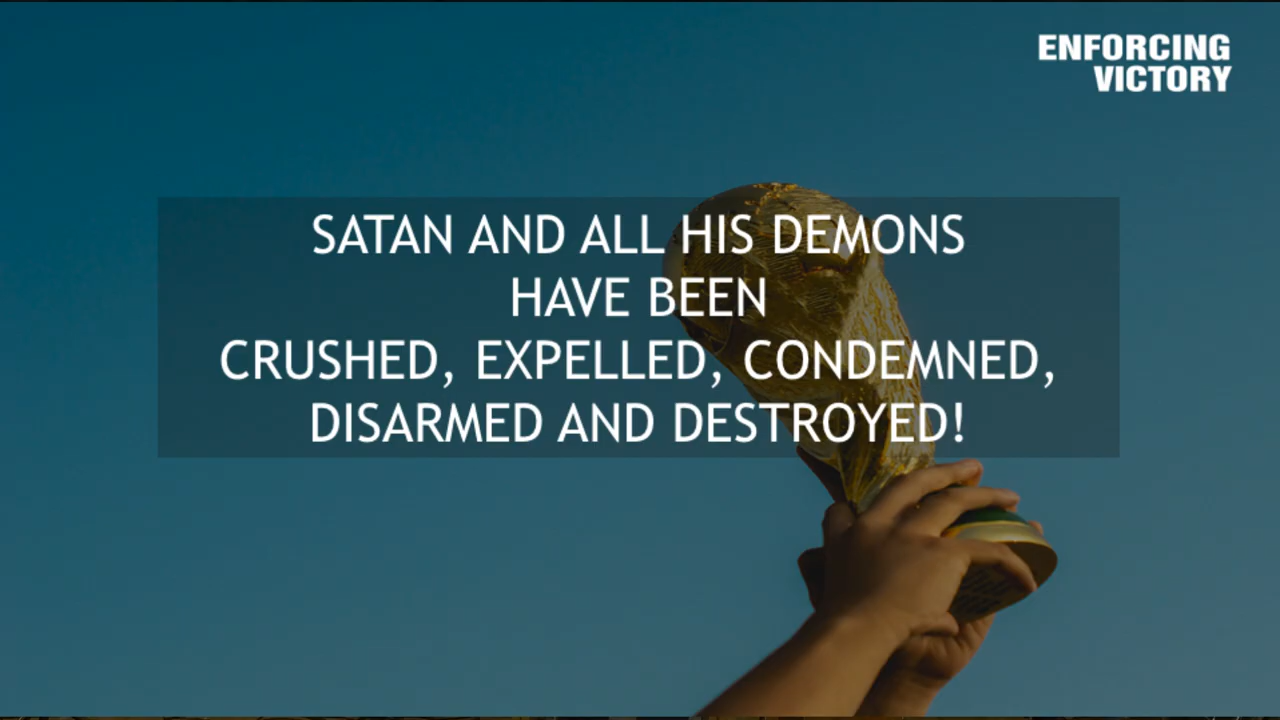 ENFORCING
VICTORY
SATAN AND ALL HIS DEMONS
HAVE BEEN
CRUSHED, EXPELLED, CONDEMNED,
DISARMED AND DESTROYED!